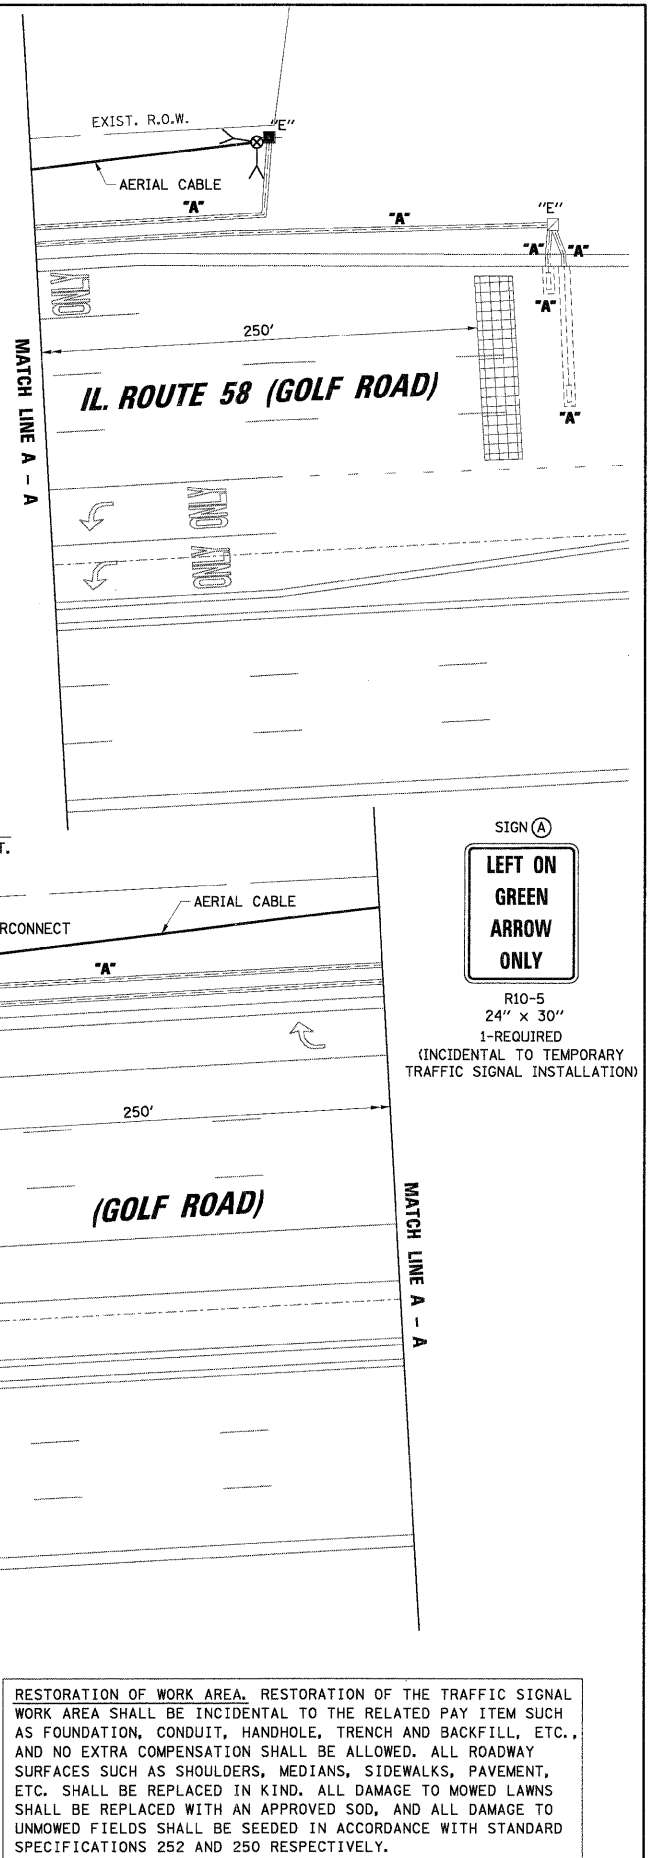 EXIST. R.O.W.
"E"
AERIAL CABLE
"A"
"A"
"E"
"A"
"A"
"A"
"A"
ONLY
250'
MATCH LINE A - A
IL. ROUTE 58 (GOLF ROAD)
ONLY
ONLY
T.
AERIAL CABLE
RCONNECT
"A"
250'
(GOLF ROAD)
MATCH LINE A - A
SIGN A
LEFT ON
GREEN
ARROW
ONLY
R10-5
24" x 30"
1-REQUIRED
(INCIDENTAL TO TEMPORARY
TRAFFIC SIGNAL INSTALLATION)
RESTORATION OF WORK AREA. RESTORATION OF THE TRAFFIC SIGNAL
WORK AREA SHALL BE INCIDENTAL TO THE RELATED PAY ITEM SUCH
AS FOUNDATION, CONDUIT, HANDHOLE, TRENCH AND BACKFILL, ETC.,
AND NO EXTRA COMPENSATION SHALL BE ALLOWED. ALL ROADWAY
SURFACES SUCH AS SHOULDERS, MEDIANS, SIDEWALKS, PAVEMENT,
ETC. SHALL BE REPLACED IN KIND. ALL DAMAGE TO MOWED LAWNS
SHALL BE REPLACED WITH AN APPROVED SOD, AND ALL DAMAGE TO
UNMOWED FIELDS SHALL BE SEEDED IN ACCORDANCE WITH STANDARD
SPECIFICATIONS 252 AND 250 RESPECTIVELY.